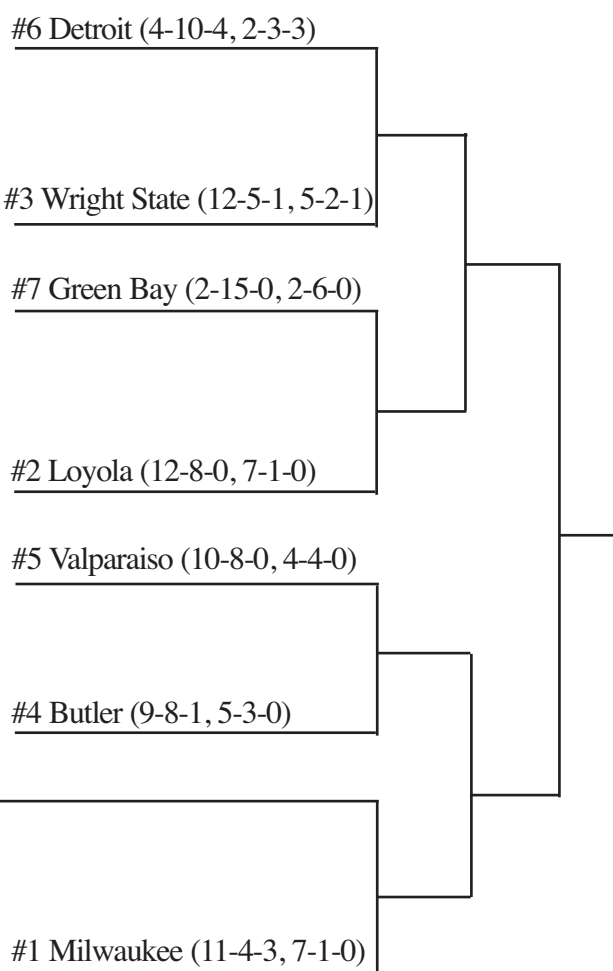 #6 Detroit (4-10-4, 2-3-3)
#3 Wright State (12-5-1, 5-2-1)
#7 Green Bay (2-15-0, 2-6-0)
#2 Loyola (12-8-0, 7-1-0)
#5 Valparaiso (10-8-0, 4-4-0)
#4 Butler (9-8-1, 5-3-0)
#1 Milwaukee (11-4-3, 7-1-0)